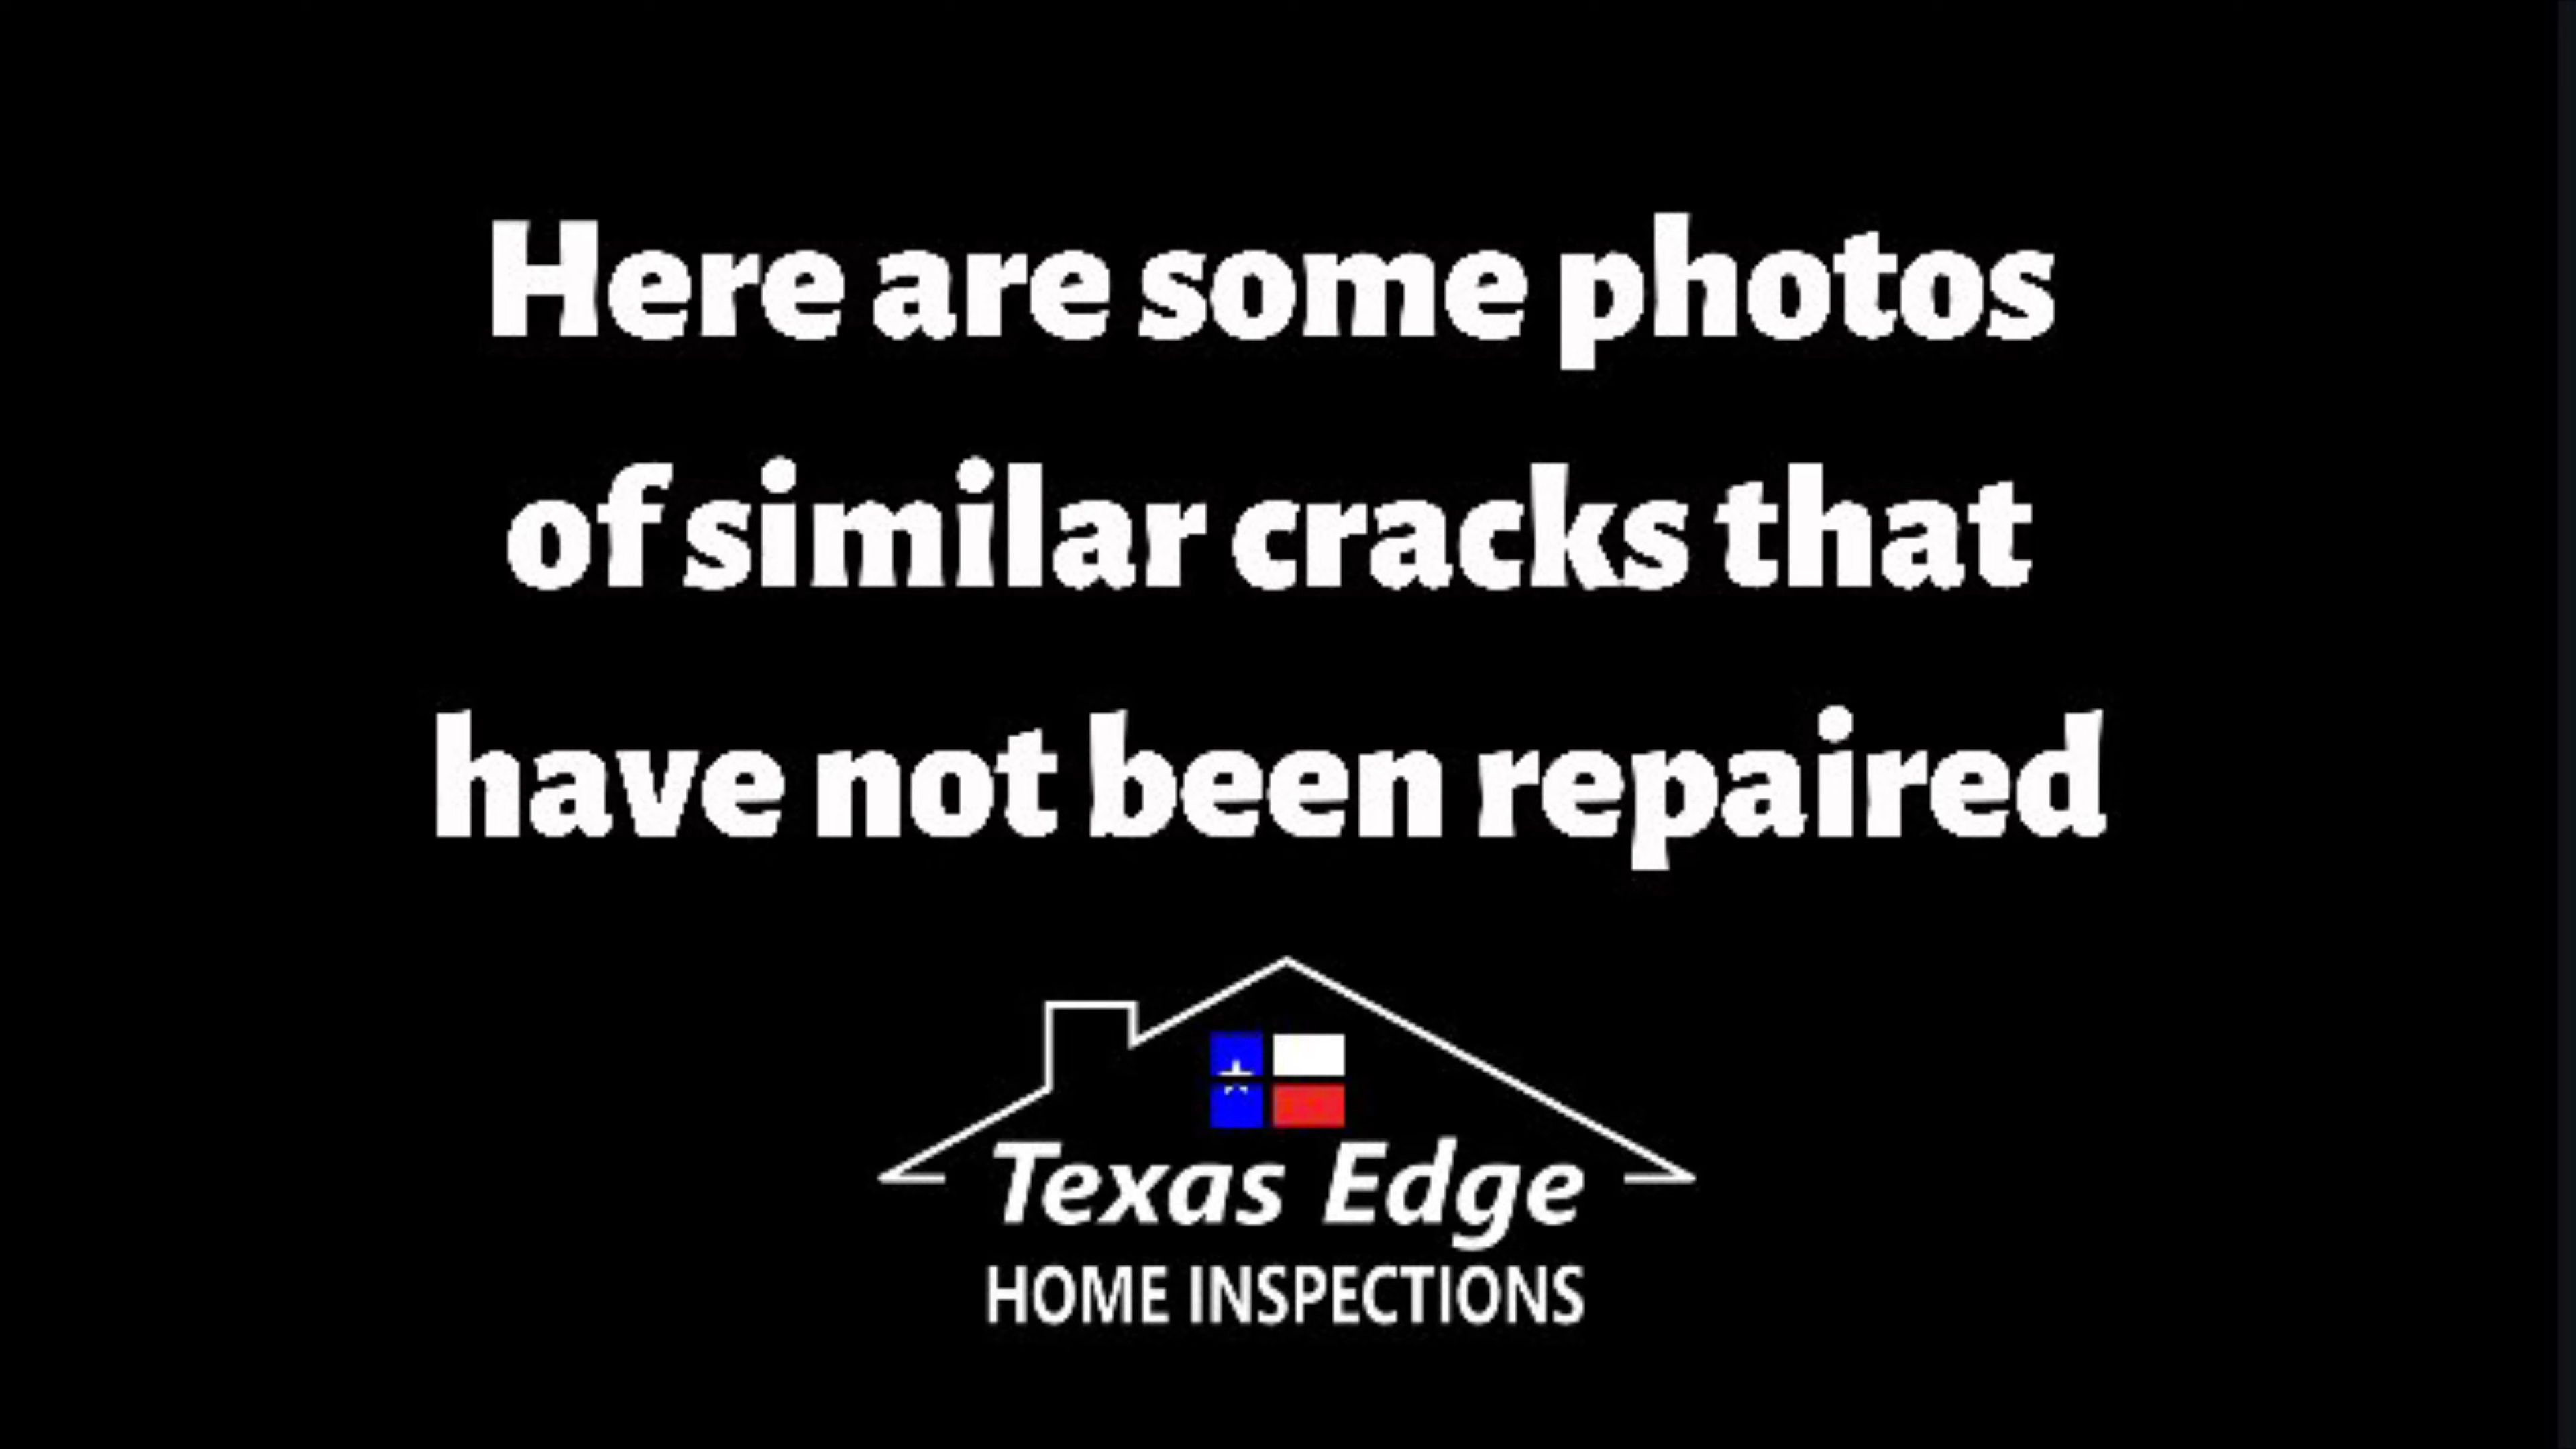 Here are some photos
of similar cracks that
have not been repaired
Texas Edge
HOME INSPECTIONS